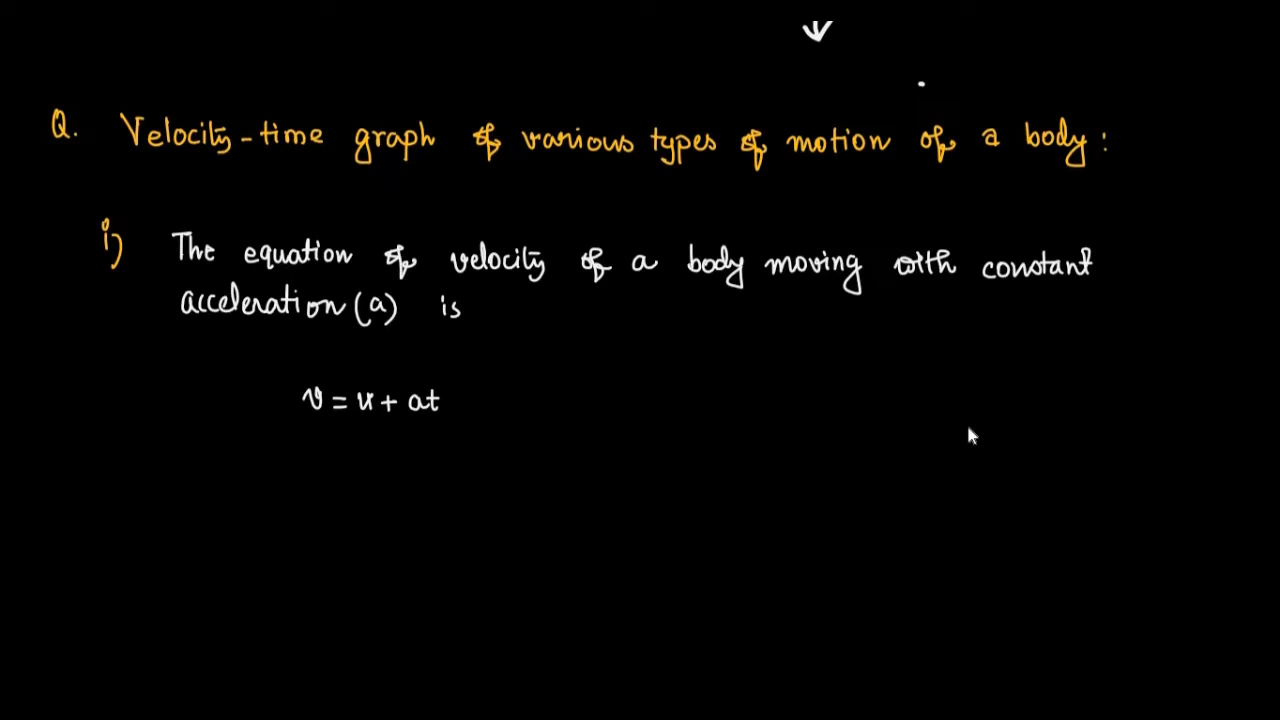 Q. Velocity-time graph of various types of motion of a body:
i) The equation of velocity of a body moving with constant
acceleration (a) is
v = u + at